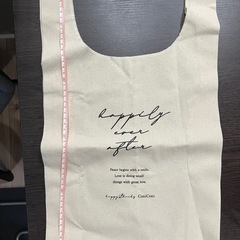 happily
ever
after
Peace begins with a smile.
Love is doing small
things with great love.